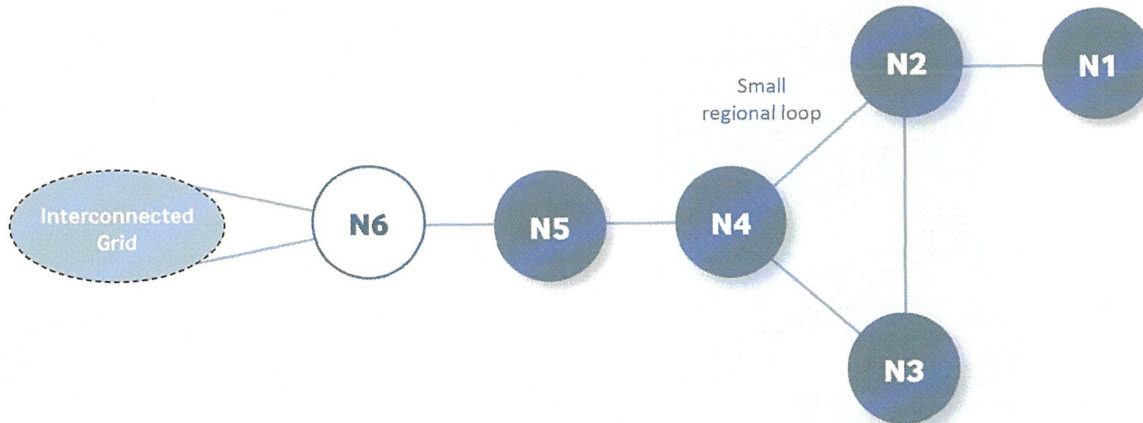 N2
N1
Small
regional loop
Interconnected
Grid
N6
N5
N4
N3